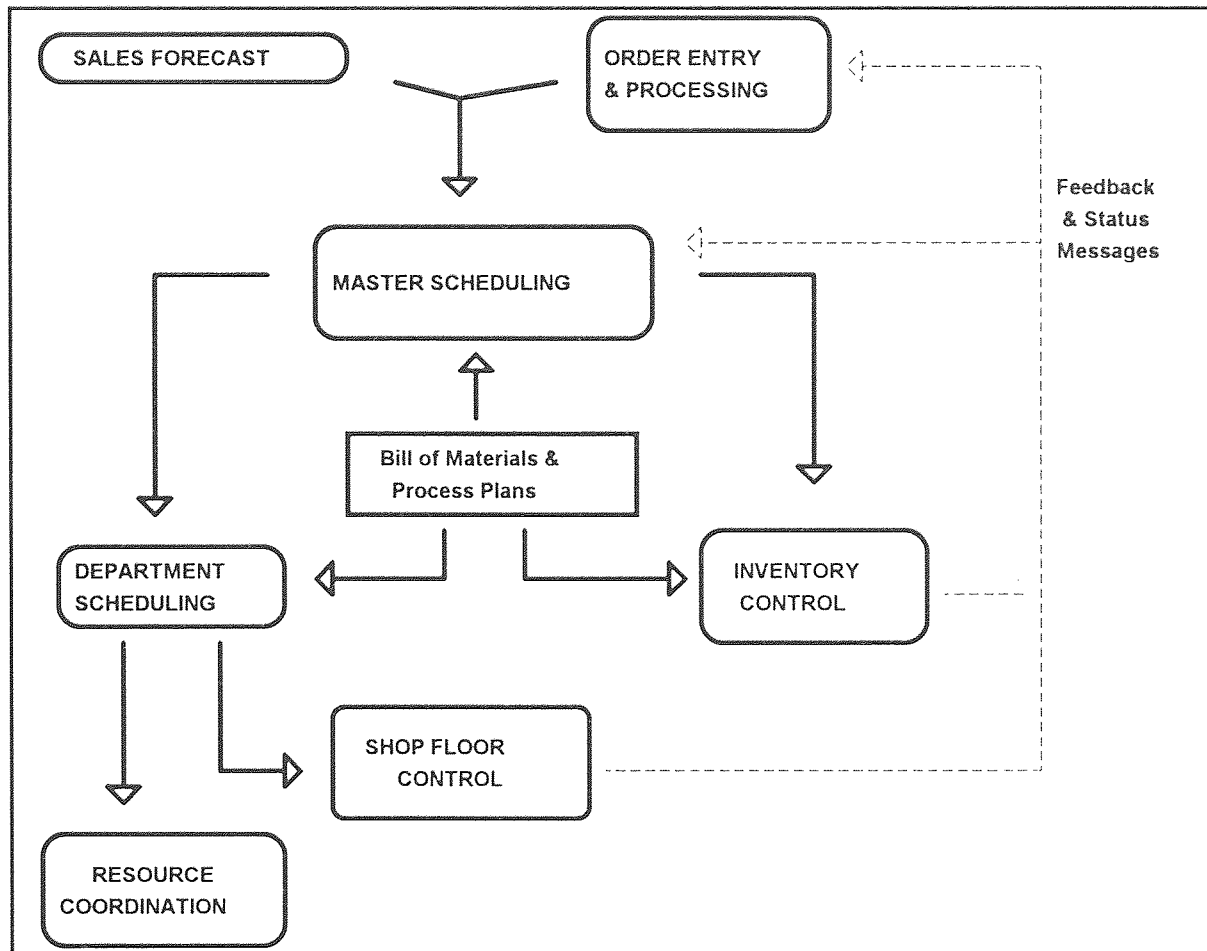 SALES FORECAST
ORDER ENTRY
& PROCESSING
Feedback
& Status
Messages
MASTER SCHEDULING
Bill of Materials &
Process Plans
DEPARTMENT
SCHEDULING
INVENTORY
CONTROL
SHOP FLOOR
CONTROL
RESOURCE
COORDINATION